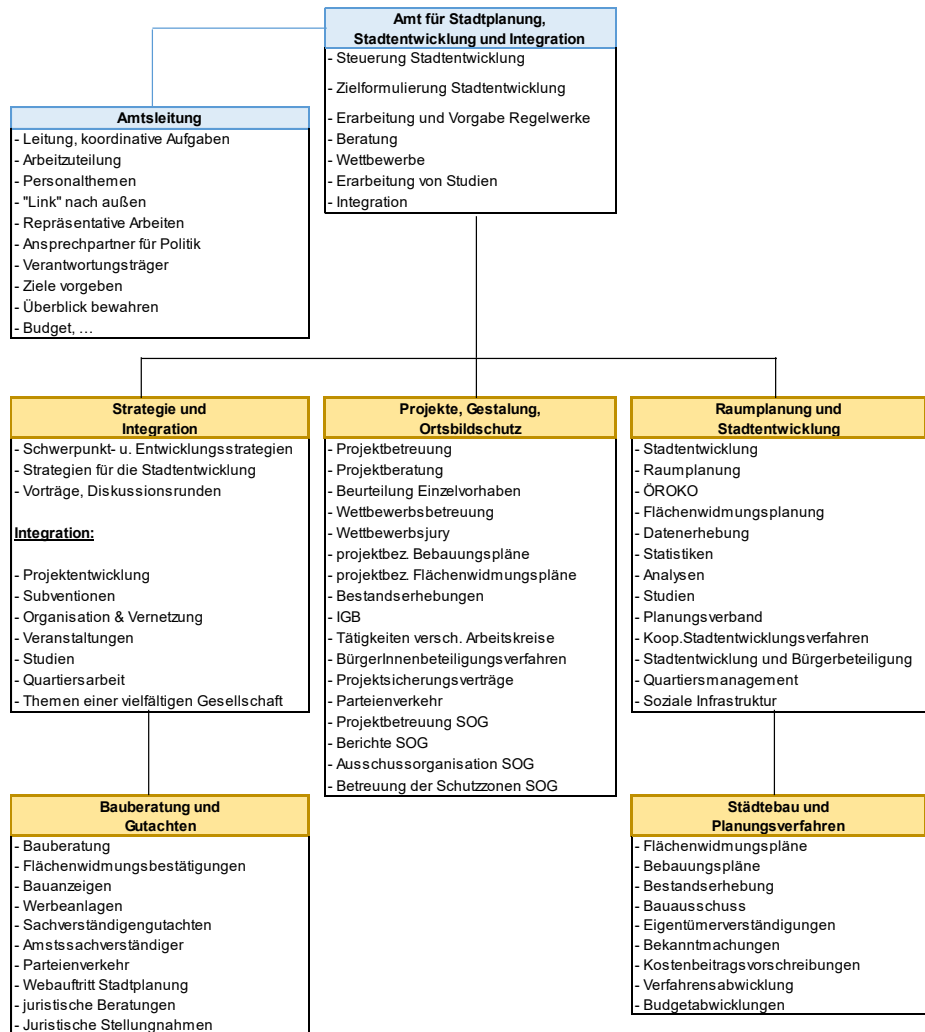 Amt für Stadtplanung,
Stadtentwicklung und Integration
- Steuerung Stadtentwicklung
- Zielformulierung Stadtentwicklung
- Erarbeitung und Vorgabe Regelwerke
- Beratung
- Wettbewerbe
- Erarbeitung von Studien
- Integration
Amtsleitung
- Leitung, koordinative Aufgaben
- Arbeitzuteilung
- Personalthemen
- "Link" nach außen
- Repräsentative Arbeiten
- Ansprechpartner für Politik
- Verantwortungsträger
- Ziele vorgeben
- Überblick bewahren
- Budget, …
Strategie und
Integration
- Schwerpunkt- u. Entwicklungsstrategien
- Strategien für die Stadtentwicklung
- Vorträge, Diskussionsrunden
Integration:
- Projektentwicklung
- Subventionen
- Organisation & Vernetzung
- Veranstaltungen
- Studien
- Quartiersarbeit
- Themen einer vielfältigen Gesellschaft
Projekte, Gestalung,
Ortsbildschutz
- Projektbetreuung
- Projektberatung
- Beurteilung Einzelvorhaben
- Wettbewerbsbetreuung
- Wettbewerbsjury
- projektbez. Bebauungspläne
- projektbez. Flächenwidmungspläne
- Bestandserhebungen
- IGB
- Tätigkeiten versch. Arbeitskreise
- BürgerInnenbeteiligungsverfahren
- Projektsicherungsverträge
- Parteienverkehr
- Projektbetreuung SOG
- Berichte SOG
- Ausschussorganisation SOG
- Betreuung der Schutzzonen SOG
Raumplanung und
Stadtentwicklung
- Stadtentwicklung
- Raumplanung
- ÖROKO
- Flächenwidmungsplanung
- Datenerhebung
- Statistiken
- Analysen
- Studien
- Planungsverband
- Koop.Stadtentwicklungsverfahren
- Stadtentwicklung und Bürgerbeteiligung
- Quartiersmanagement
- Soziale Infrastruktur
Bauberatung und
Gutachten
- Bauberatung
- Flächenwidmungsbestätigungen
- Bauanzeigen
- Werbeanlagen
- Sachverständigengutachten
- Amstssachverständiger
- Parteienverkehr
- Webauftritt Stadtplanung
- juristische Beratungen
- Juristische Stellungnahmen
Städtebau und
Planungsverfahren
- Flächenwidmungspläne
- Bebauungspläne
- Bestandserhebung
- Bauausschuss
- Eigentümerverständigungen
- Bekanntmachungen
- Kostenbeitragsvorschreibungen
- Verfahrensabwicklung
- Budgetabwicklungen